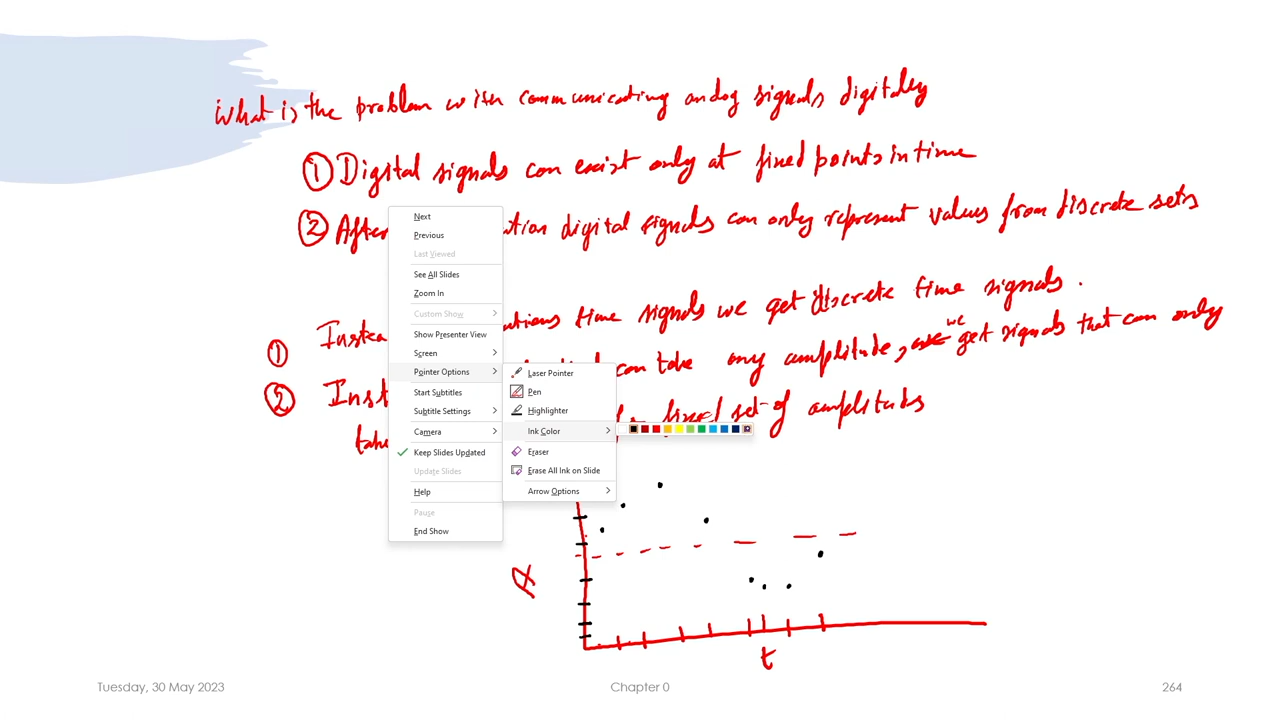 What is the problem with communicating analog signals digitally
① Digital signals can exist only at fixed points in time
② After digital signals can only represent values from discrete sets
① time signals we get discrete time signals.
② can take any amplitude, we get signals that can only
set of amplitudes
Next
Previous
Last Viewed
See All Slides
Zoom In
Custom Show
Show Presenter View
Screen
Pointer Options
Start Subtitles
Subtitle Settings
Camera
Keep Slides Updated
Update Slides
Help
Pause
End Show
Laser Pointer
Pen
Highlighter
Ink Color
Eraser
Erase All Ink on Slide
Arrow Options
t
Tuesday, 30 May 2023
Chapter 0
264